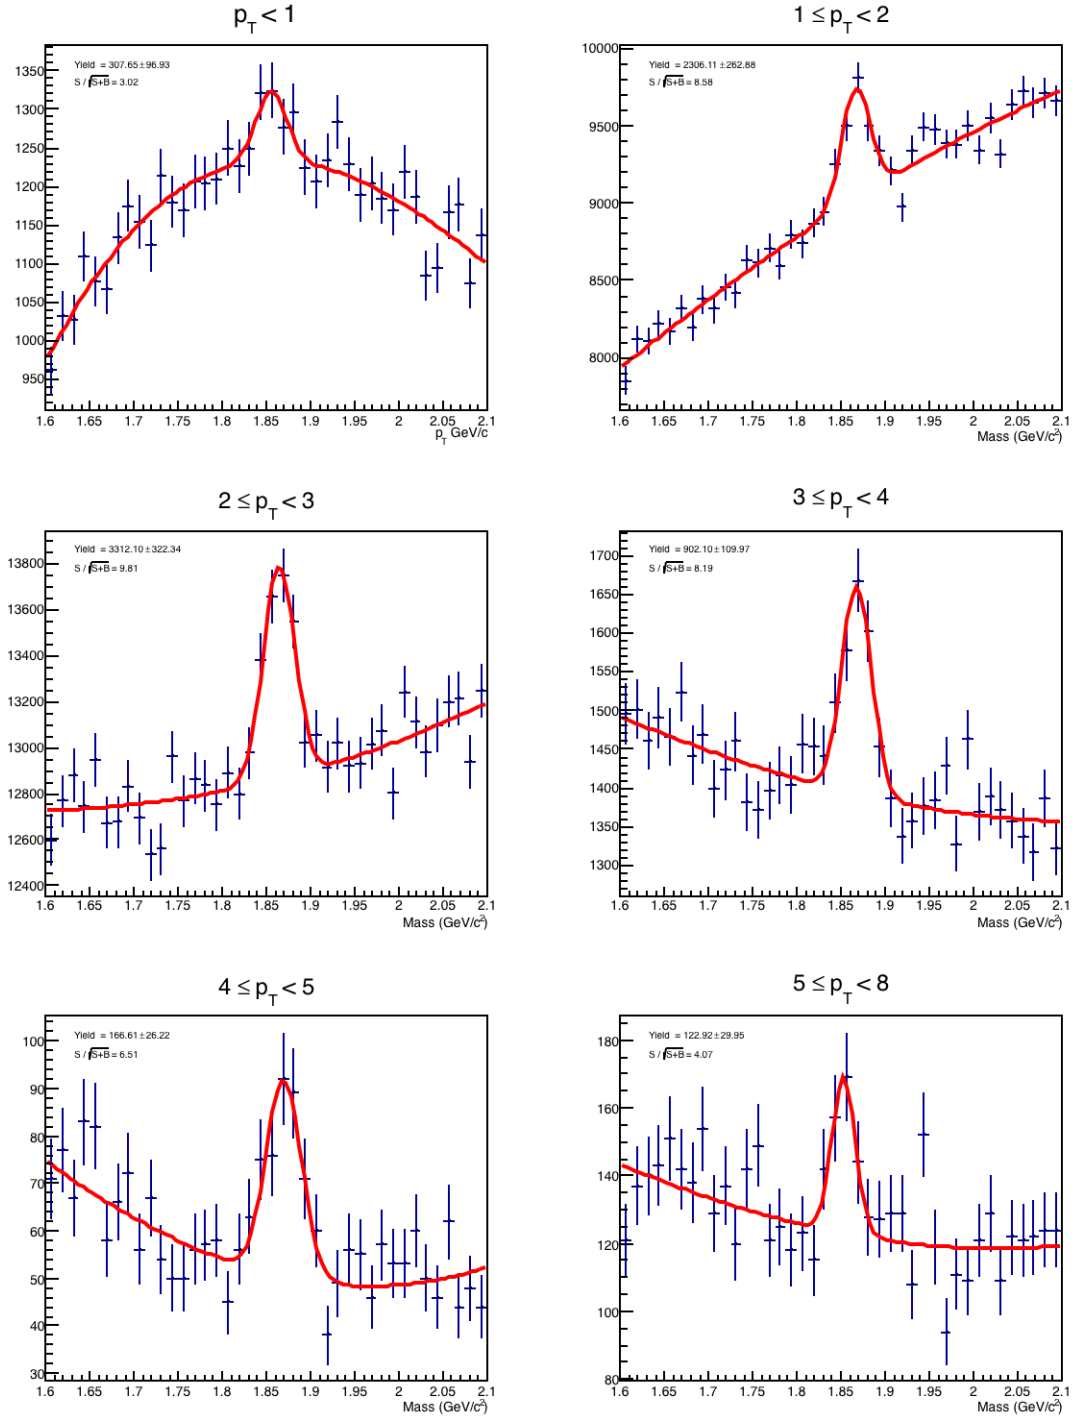 p_T < 1
Yield = 307.65±96.93
S / √S+B = 3.02
1350
1300
1250
1200
1150
1100
1050
1000
950
1.6 1.65 1.7 1.75 1.8 1.85 1.9 1.95 2 2.05 2.1
p_T GeV/c
1 ≤ p_T < 2
Yield = 2306.11±262.88
S / √S+B = 8.58
10000
9500
9000
8500
8000
1.6 1.65 1.7 1.75 1.8 1.85 1.9 1.95 2 2.05 2.1
Mass (GeV/c²)
2 ≤ p_T < 3
Yield = 3312.10±322.34
S / √S+B = 9.81
13800
13600
13400
13200
13000
12800
12600
12400
1.6 1.65 1.7 1.75 1.8 1.85 1.9 1.95 2 2.05 2.1
Mass (GeV/c²)
3 ≤ p_T < 4
Yield = 902.10±109.97
S / √S+B = 8.19
1700
1650
1600
1550
1500
1450
1400
1350
1300
1.6 1.65 1.7 1.75 1.8 1.85 1.9 1.95 2 2.05 2.1
Mass (GeV/c²)
4 ≤ p_T < 5
Yield = 166.61±26.22
S / √S+B = 6.51
100
90
80
70
60
50
40
30
1.6 1.65 1.7 1.75 1.8 1.85 1.9 1.95 2 2.05 2.1
Mass (GeV/c²)
5 ≤ p_T < 8
Yield = 122.92±29.95
S / √S+B = 4.07
180
160
140
120
100
80
1.6 1.65 1.7 1.75 1.8 1.85 1.9 1.95 2 2.05 2.1
Mass (GeV/c²)